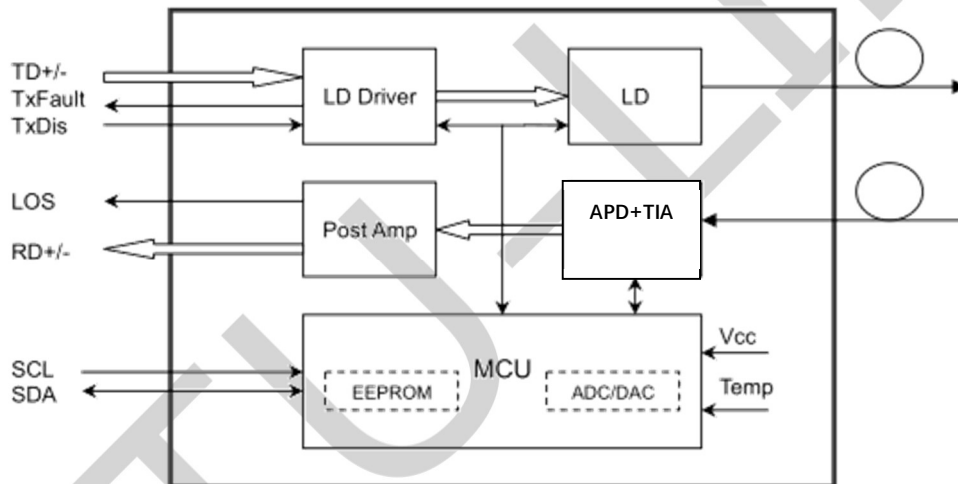 TD+/-
TxFault
TxDis
LD Driver
LD
LOS
RD+/-
Post Amp
APD+TIA
SCL
SDA
MCU
EEPROM
ADC/DAC
Vcc
Temp